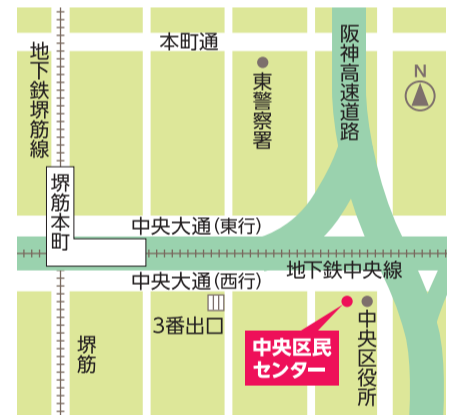 本町通
地下鉄堺筋線
東警察署
阪神高速道路
N
堺筋本町
中央大通(東行)
地下鉄中央線
中央大通(西行)
3番出口
堺筋
中央区民
センター
中央区役所